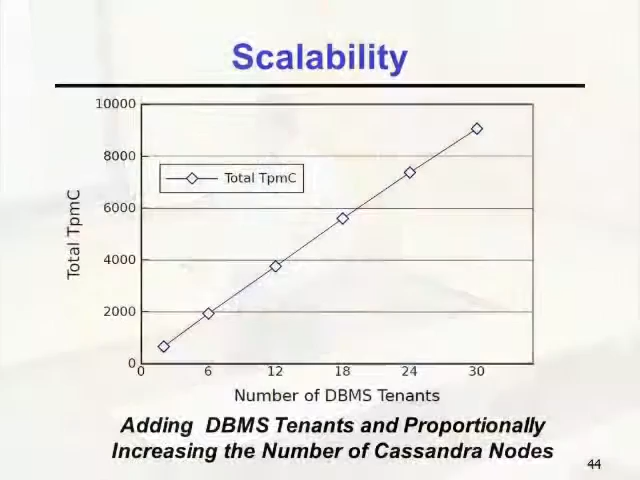 Scalability
10000
8000
6000
4000
2000
0
Total TpmC
Total TpmC
0 6 12 18 24 30
Number of DBMS Tenants
Adding DBMS Tenants and Proportionally
Increasing the Number of Cassandra Nodes
44